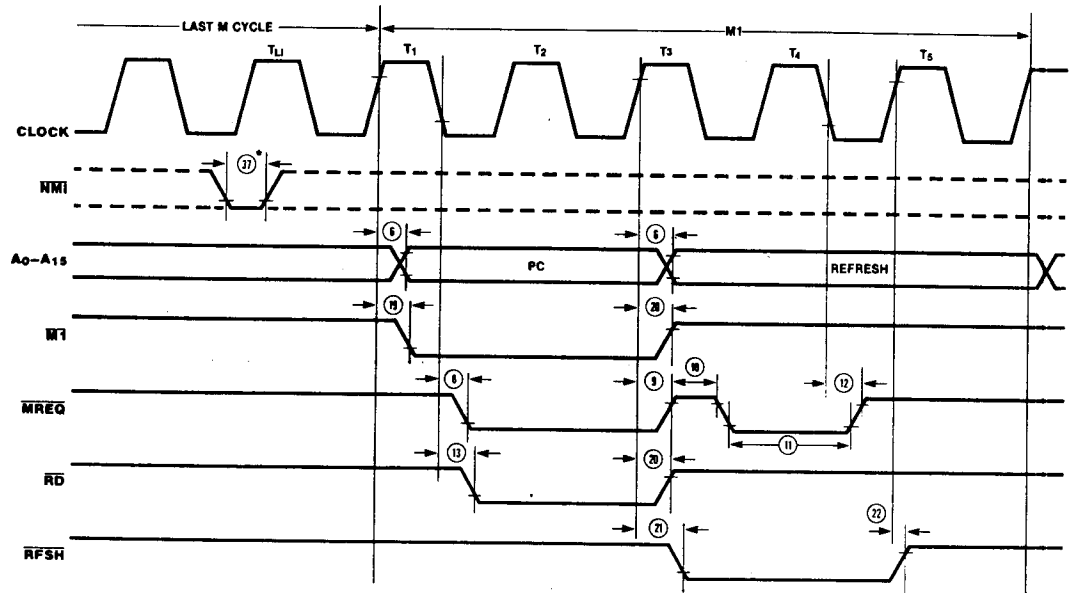 LAST M CYCLE M1
TLI T1 T2 T3 T4 T5
CLOCK
37*
NMI
6 6
A0–A15 PC REFRESH
19 20
M1
8 9 10 12
MREQ
11
13 20
RD
21 22
RFSH